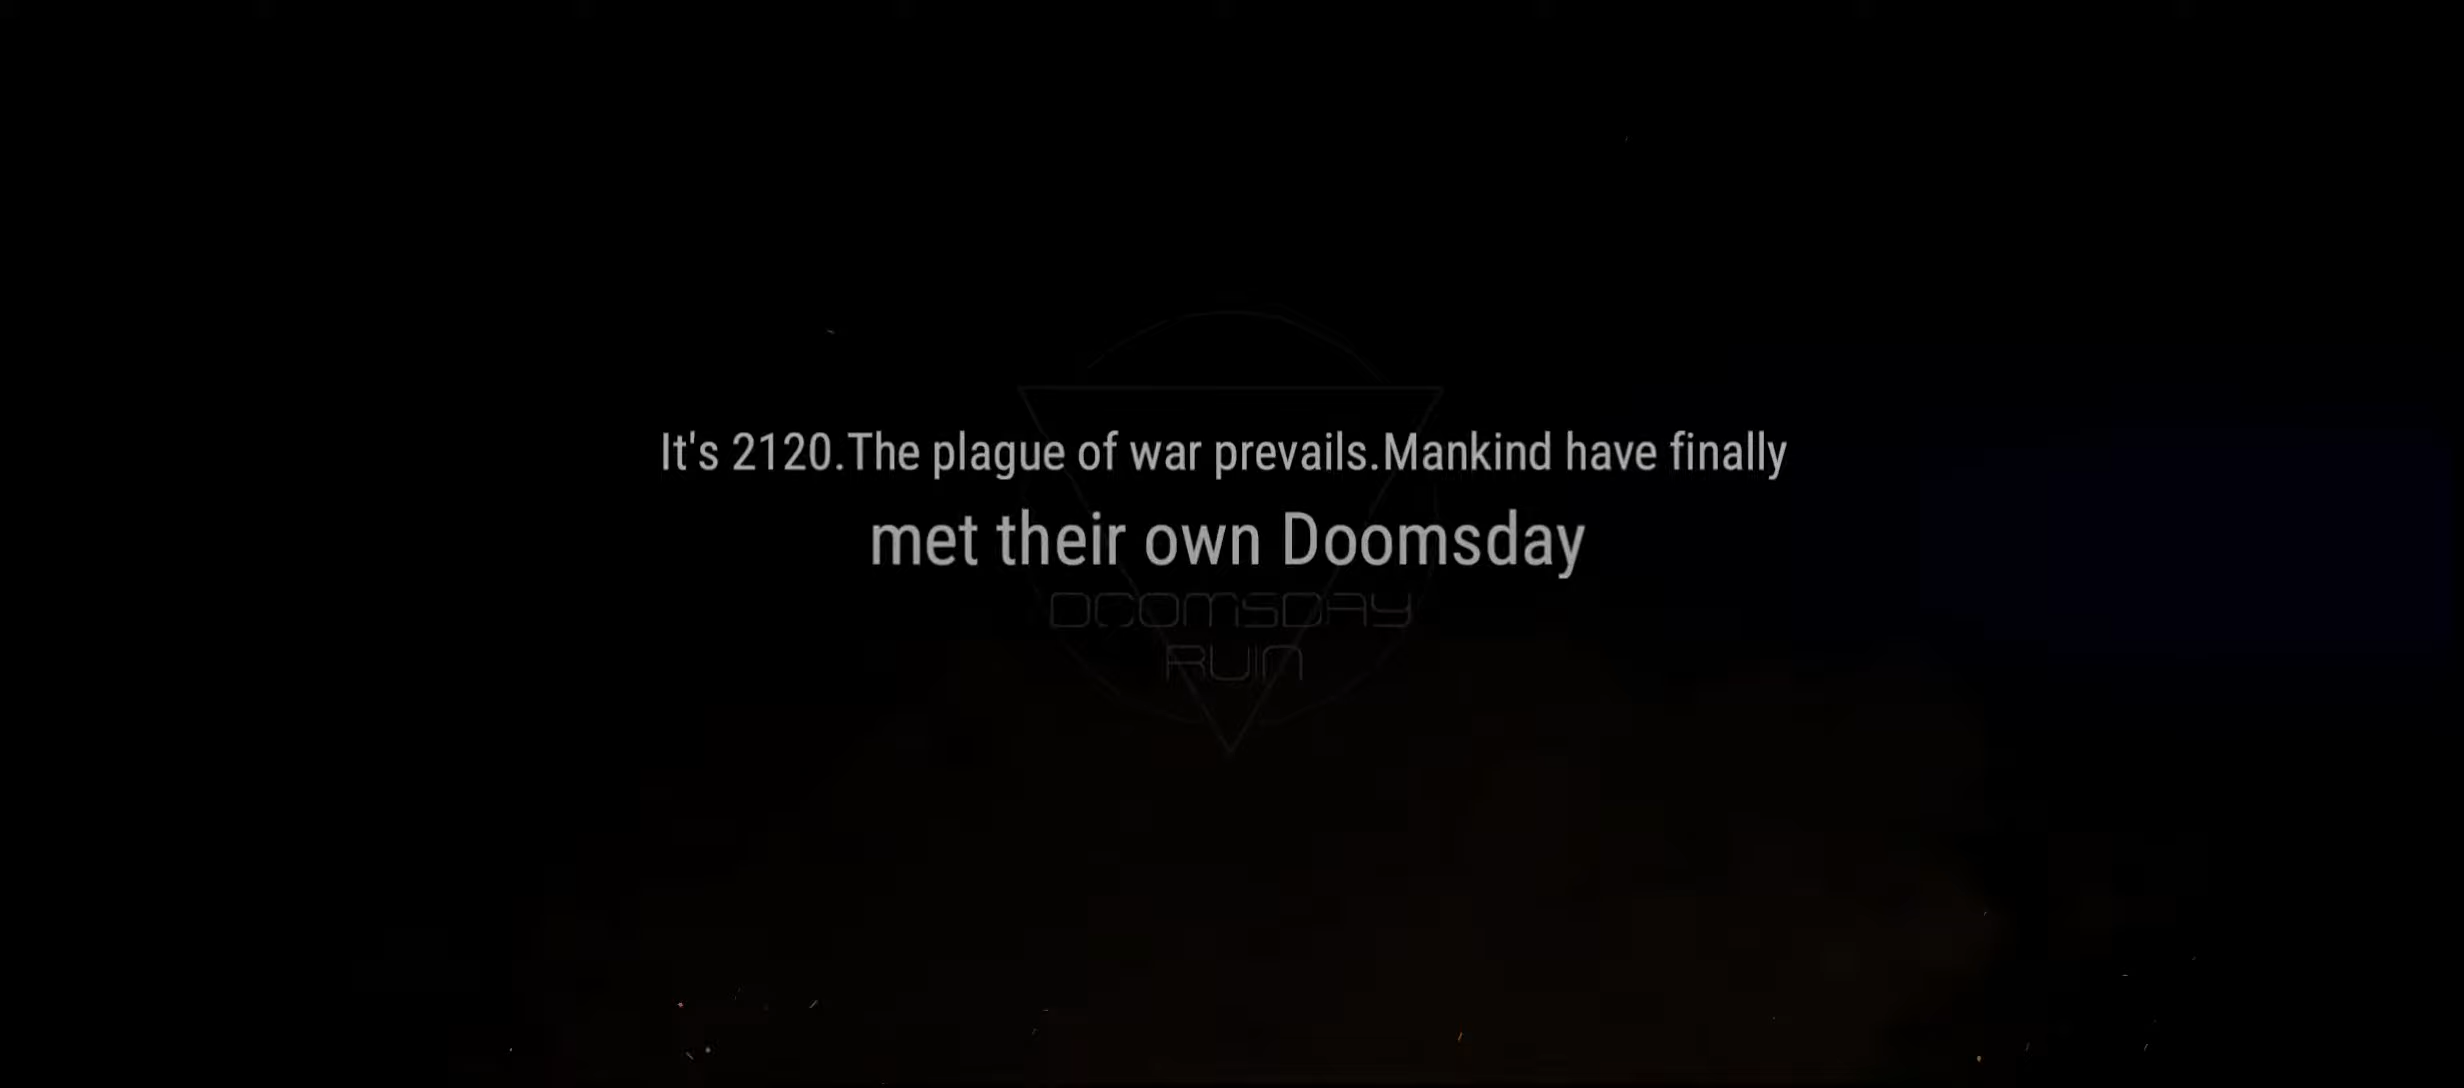 It's 2120.The plague of war prevails.Mankind have finally
met their own Doomsday
DOOMSDAY
RUIN